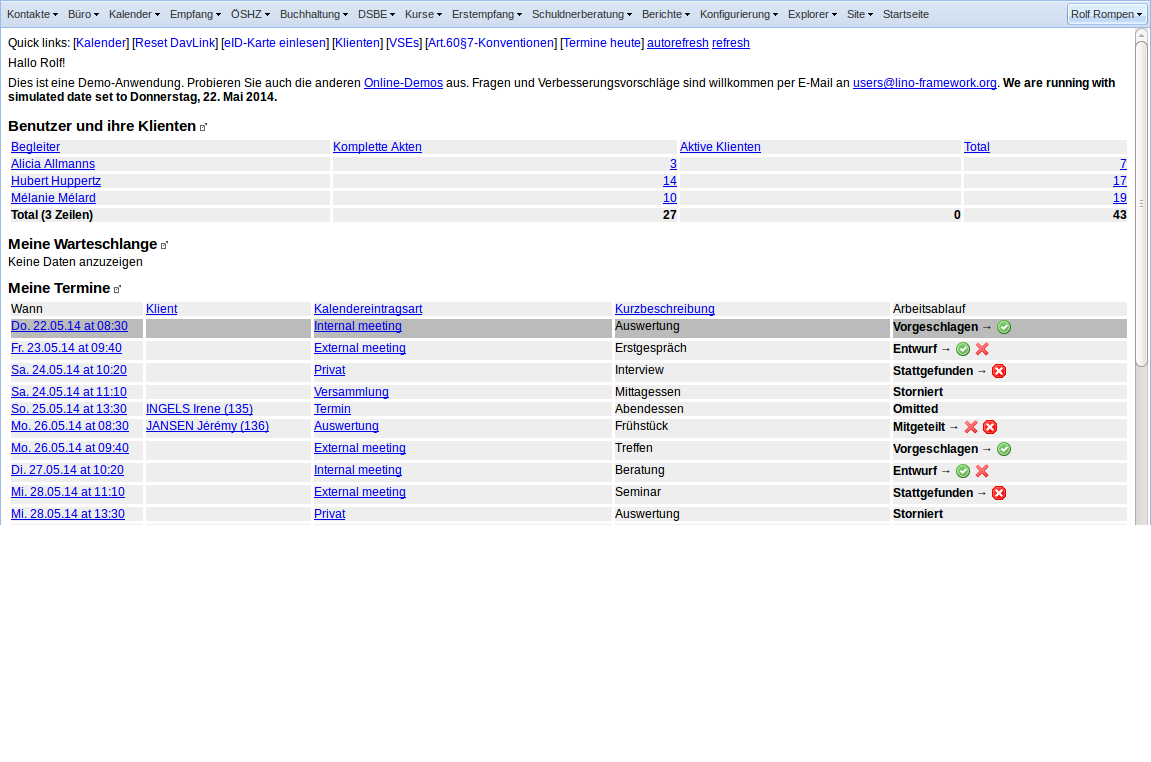 Kontakte Büro Kalender Empfang ÖSHZ Buchhaltung DSBE Kurse Erstempfang Schuldnerberatung Berichte Konfigurierung Explorer Site Startseite Rolf Rompen
Quick links: [Kalender] [Reset DavLink] [eID-Karte einlesen] [Klienten] [VSEs] [Art.60§7-Konventionen] [Termine heute] autorefresh refresh
Hallo Rolf!
Dies ist eine Demo-Anwendung. Probieren Sie auch die anderen Online-Demos aus. Fragen und Verbesserungsvorschläge sind willkommen per E-Mail an users@lino-framework.org. We are running with
simulated date set to Donnerstag, 22. Mai 2014.
Benutzer und ihre Klienten
Begleiter Komplette Akten Aktive Klienten Total
Alicia Allmanns 3 7
Hubert Huppertz 14 17
Mélanie Mélard 10 19
Total (3 Zeilen) 27 0 43
Meine Warteschlange
Keine Daten anzuzeigen
Meine Termine
Wann Klient Kalendereintragsart Kurzbeschreibung Arbeitsablauf
Do. 22.05.14 at 08:30 Internal meeting Auswertung Vorgeschlagen →
Fr. 23.05.14 at 09:40 External meeting Erstgespräch Entwurf →
Sa. 24.05.14 at 10:20 Privat Interview Stattgefunden →
Sa. 24.05.14 at 11:10 Versammlung Mittagessen Storniert
So. 25.05.14 at 13:30 INGELS Irene (135) Termin Abendessen Omitted
Mo. 26.05.14 at 08:30 JANSEN Jérémy (136) Auswertung Frühstück Mitgeteilt →
Mo. 26.05.14 at 09:40 External meeting Treffen Vorgeschlagen →
Di. 27.05.14 at 10:20 Internal meeting Beratung Entwurf →
Mi. 28.05.14 at 11:10 External meeting Seminar Stattgefunden →
Mi. 28.05.14 at 13:30 Privat Auswertung Storniert